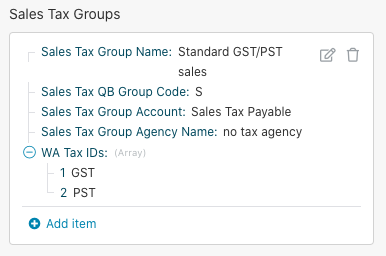 Sales Tax Groups
Sales Tax Group Name: Standard GST/PST
sales
Sales Tax QB Group Code: S
Sales Tax Group Account: Sales Tax Payable
Sales Tax Group Agency Name: no tax agency
WA Tax IDs: (Array)
1 GST
2 PST
Add item